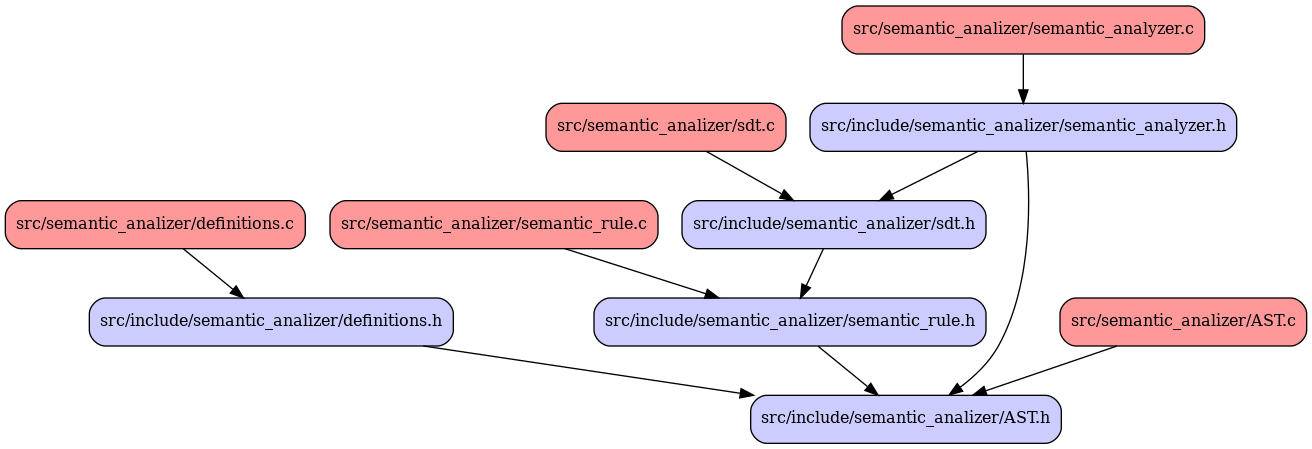 src/semantic_analizer/semantic_analyzer.c
src/semantic_analizer/sdt.c
src/include/semantic_analizer/semantic_analyzer.h
src/semantic_analizer/definitions.c
src/semantic_analizer/semantic_rule.c
src/include/semantic_analizer/sdt.h
src/include/semantic_analizer/definitions.h
src/include/semantic_analizer/semantic_rule.h
src/semantic_analizer/AST.c
src/include/semantic_analizer/AST.h